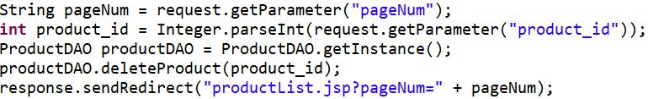 String pageNum = request.getParameter("pageNum");
int product_id = Integer.parseInt(request.getParameter("product_id"));
ProductDAO productDAO = ProductDAO.getInstance();
productDAO.deleteProduct(product_id);
response.sendRedirect("productList.jsp?pageNum=" + pageNum);